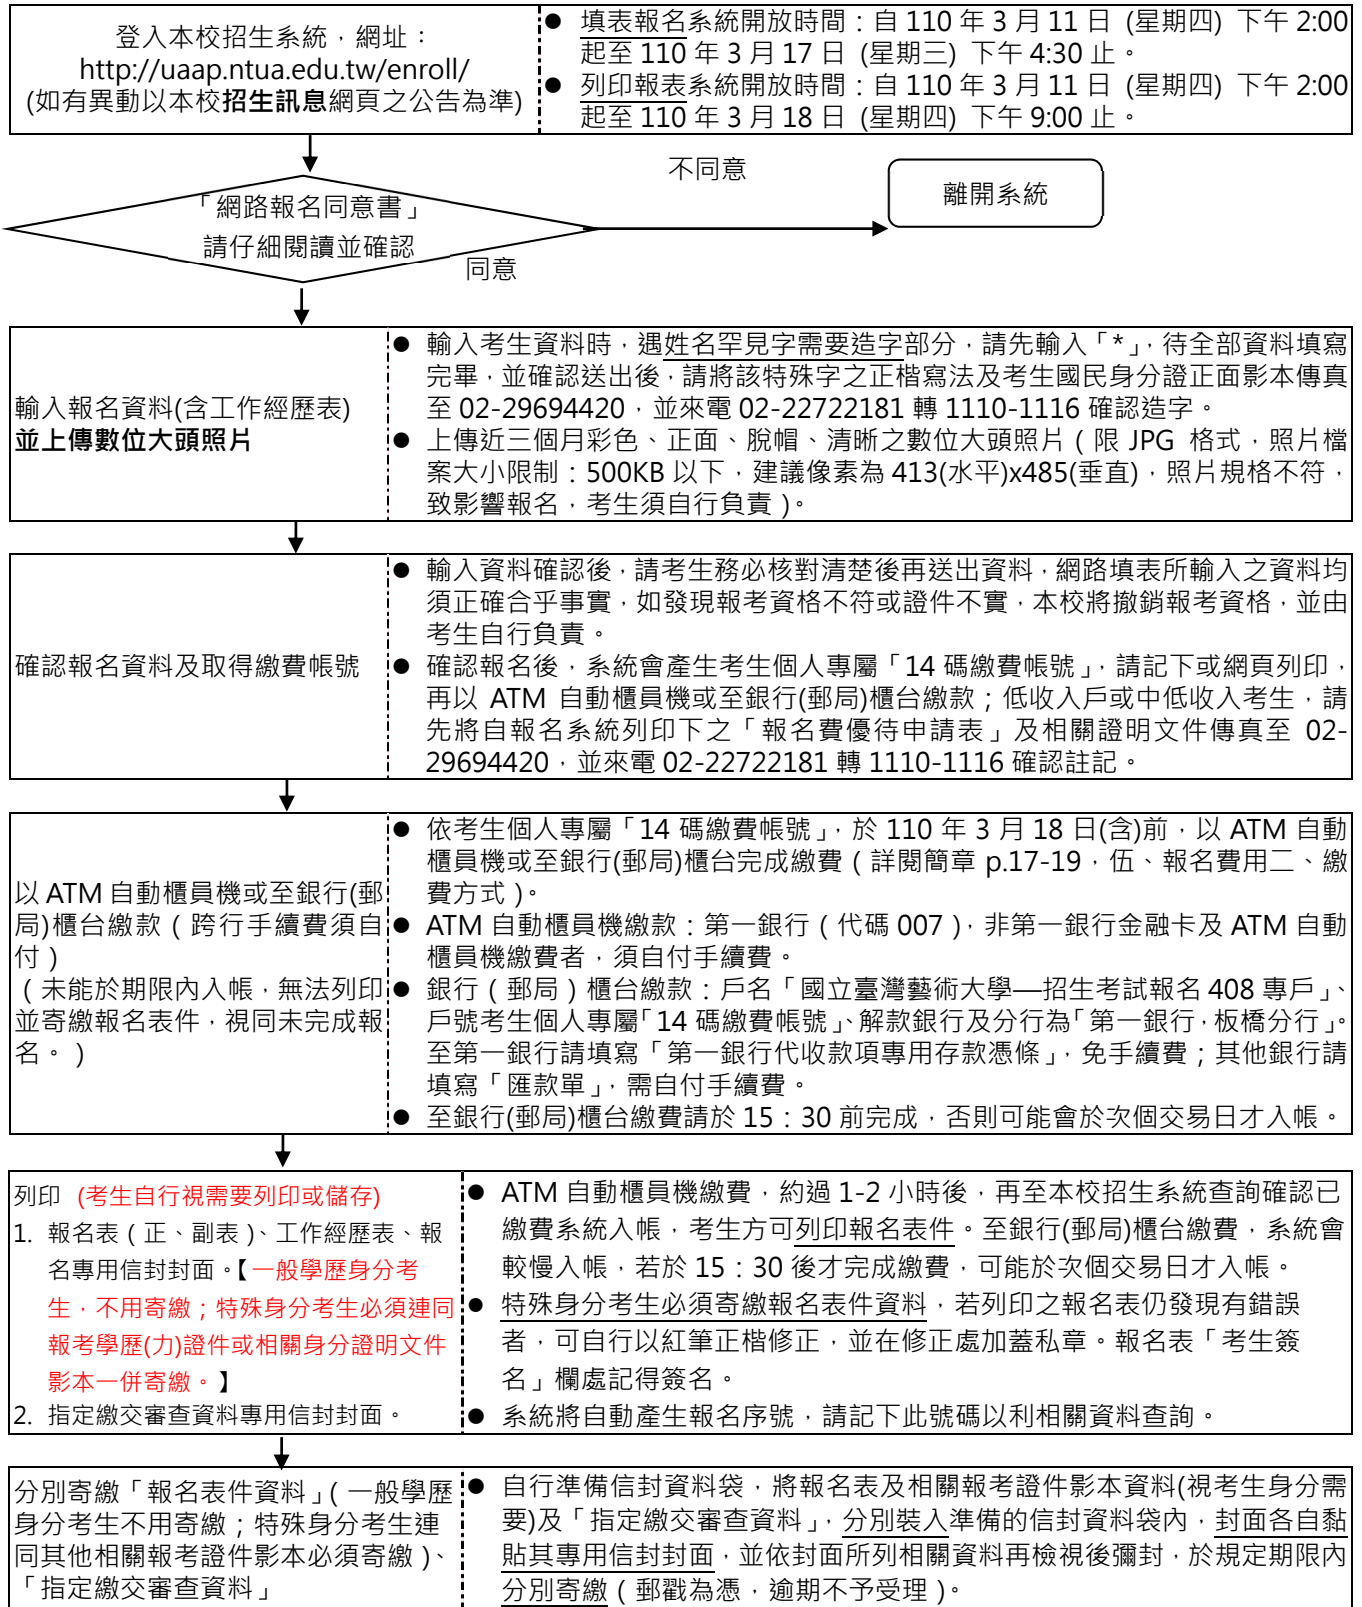 登入本校招生系統，網址：
http://uaap.ntua.edu.tw/enroll/
(如有異動以本校招生訊息網頁之公告為準)
● 填表報名系統開放時間：自 110 年 3 月 11 日 (星期四) 下午 2:00
起至 110 年 3 月 17 日 (星期三) 下午 4:30 止。
● 列印報表系統開放時間：自 110 年 3 月 11 日 (星期四) 下午 2:00
起至 110 年 3 月 18 日 (星期四) 下午 9:00 止。
不同意
離開系統
「網路報名同意書」
請仔細閱讀並確認
同意
輸入報名資料(含工作經歷表)
並上傳數位大頭照片
● 輸入考生資料時，遇姓名罕見字需要造字部分，請先輸入「*」，待全部資料填寫
完畢，並確認送出後，請將該特殊字之正楷寫法及考生國民身分證正面影本傳真
至 02-29694420，並來電 02-22722181 轉 1110-1116 確認造字。
● 上傳近三個月彩色、正面、脫帽、清晰之數位大頭照片（限 JPG 格式，照片檔
案大小限制：500KB 以下，建議像素為 413(水平)x485(垂直)，照片規格不符，
致影響報名，考生須自行負責）。
確認報名資料及取得繳費帳號
● 輸入資料確認後，請考生務必核對清楚後再送出資料，網路填表所輸入之資料均
須正確合乎事實，如發現報考資格不符或證件不實，本校將撤銷報考資格，並由
考生自行負責。
● 確認報名後，系統會產生考生個人專屬「14 碼繳費帳號」，請記下或網頁列印，
再以 ATM 自動櫃員機或至銀行(郵局)櫃台繳款；低收入戶或中低收入考生，請
先將自報名系統列印下之「報名費優待申請表」及相關證明文件傳真至 02-
29694420，並來電 02-22722181 轉 1110-1116 確認註記。
以 ATM 自動櫃員機或至銀行(郵
局)櫃台繳款（跨行手續費須自
付）
（未能於期限內入帳，無法列印
並寄繳報名表件，視同未完成報
名。）
● 依考生個人專屬「14 碼繳費帳號」，於 110 年 3 月 18 日(含)前，以 ATM 自動
櫃員機或至銀行(郵局)櫃台完成繳費（詳閱簡章 p.17-19，伍、報名費用二、繳
費方式）。
● ATM 自動櫃員機繳款：第一銀行（代碼 007），非第一銀行金融卡及 ATM 自動
櫃員機繳費者，須自付手續費。
● 銀行（郵局）櫃台繳款：戶名「國立臺灣藝術大學—招生考試報名 408 專戶」、
戶號考生個人專屬「14 碼繳費帳號」、解款銀行及分行為「第一銀行，板橋分行」。
至第一銀行請填寫「第一銀行代收款項專用存款憑條」，免手續費；其他銀行請
填寫「匯款單」，需自付手續費。
● 至銀行(郵局)櫃台繳費請於 15：30 前完成，否則可能會於次個交易日才入帳。
列印 (考生自行視需要列印或儲存)
1. 報名表（正、副表）、工作經歷表、報
名專用信封封面。【一般學歷身分考
生，不用寄繳；特殊身分考生必須連同
報考學歷(力)證件或相關身分證明文件
影本一併寄繳。】
2. 指定繳交審查資料專用信封封面。
● ATM 自動櫃員機繳費，約過 1-2 小時後，再至本校招生系統查詢確認已
繳費系統入帳，考生方可列印報名表件。至銀行(郵局)櫃台繳費，系統會
較慢入帳，若於 15：30 後才完成繳費，可能於次個交易日才入帳。
● 特殊身分考生必須寄繳報名表件資料，若列印之報名表仍發現有錯誤
者，可自行以紅筆正楷修正，並在修正處加蓋私章。報名表「考生簽
名」欄處記得簽名。
● 系統將自動產生報名序號，請記下此號碼以利相關資料查詢。
分別寄繳「報名表件資料」（一般學歷
身分考生不用寄繳；特殊身分考生連
同其他相關報考證件影本必須寄繳）、
「指定繳交審查資料」
● 自行準備信封資料袋，將報名表及相關報考證件影本資料(視考生身分需
要)及「指定繳交審查資料」，分別裝入準備的信封資料袋內，封面各自黏
貼其專用信封封面，並依封面所列相關資料再檢視後彌封，於規定期限內
分別寄繳（郵戳為憑，逾期不予受理）。